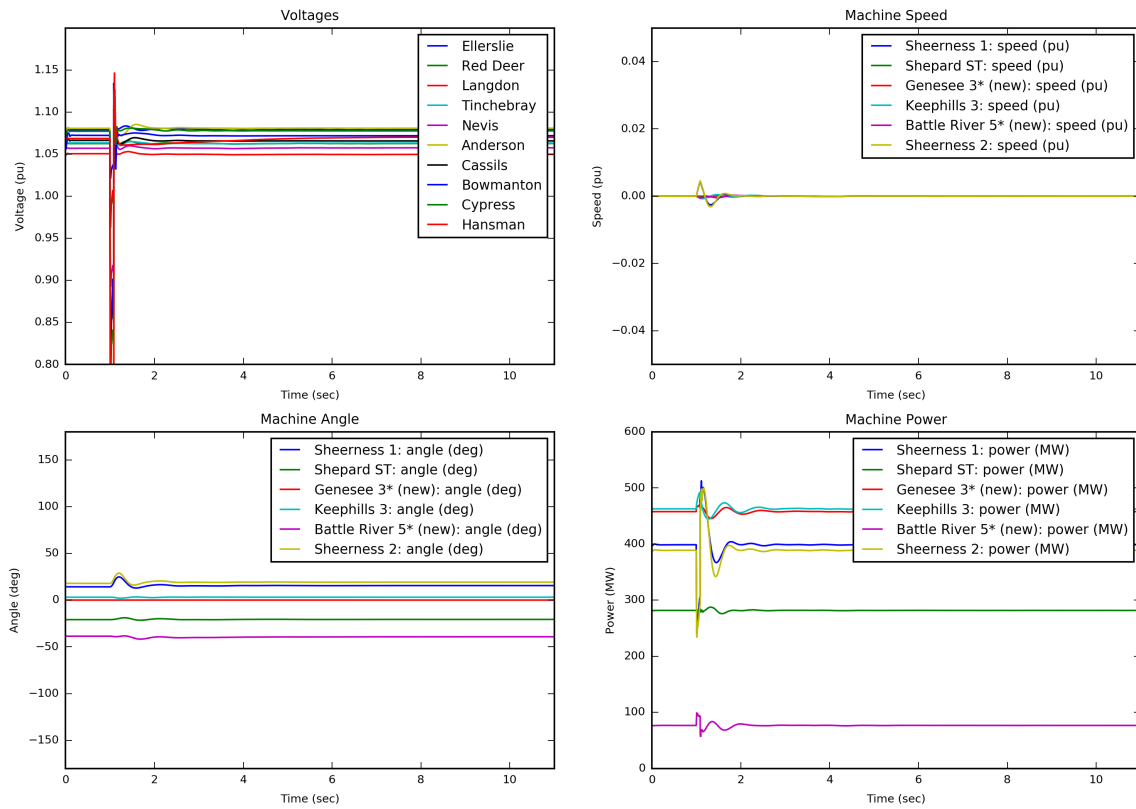 Voltages
Voltage (pu)
1.15
1.10
1.05
1.00
0.95
0.90
0.85
0.80
0
2
4
6
8
10
Time (sec)
Ellerslie
Red Deer
Langdon
Tinchebray
Nevis
Anderson
Cassils
Bowmanton
Cypress
Hansman
Machine Speed
Speed (pu)
0.04
0.02
0.00
−0.02
−0.04
0
2
4
6
8
10
Time (sec)
Sheerness 1: speed (pu)
Shepard ST: speed (pu)
Genesee 3* (new): speed (pu)
Keephills 3: speed (pu)
Battle River 5* (new): speed (pu)
Sheerness 2: speed (pu)
Machine Angle
Angle (deg)
150
100
50
0
−50
−100
−150
0
2
4
6
8
10
Time (sec)
Sheerness 1: angle (deg)
Shepard ST: angle (deg)
Genesee 3* (new): angle (deg)
Keephills 3: angle (deg)
Battle River 5* (new): angle (deg)
Sheerness 2: angle (deg)
Machine Power
Power (MW)
600
500
400
300
200
100
0
0
2
4
6
8
10
Time (sec)
Sheerness 1: power (MW)
Shepard ST: power (MW)
Genesee 3* (new): power (MW)
Keephills 3: power (MW)
Battle River 5* (new): power (MW)
Sheerness 2: power (MW)